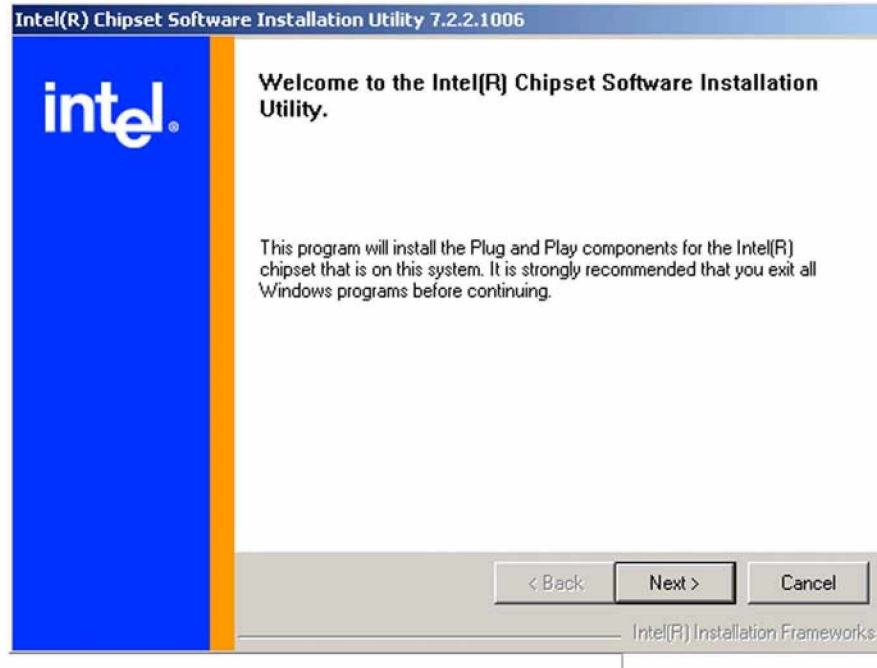 Intel(R) Chipset Software Installation Utility 7.2.2.1006
intel®
Welcome to the Intel(R) Chipset Software Installation
Utility.
This program will install the Plug and Play components for the Intel(R)
chipset that is on this system. It is strongly recommended that you exit all
Windows programs before continuing.
< Back
Next >
Cancel
Intel(R) Installation Frameworks